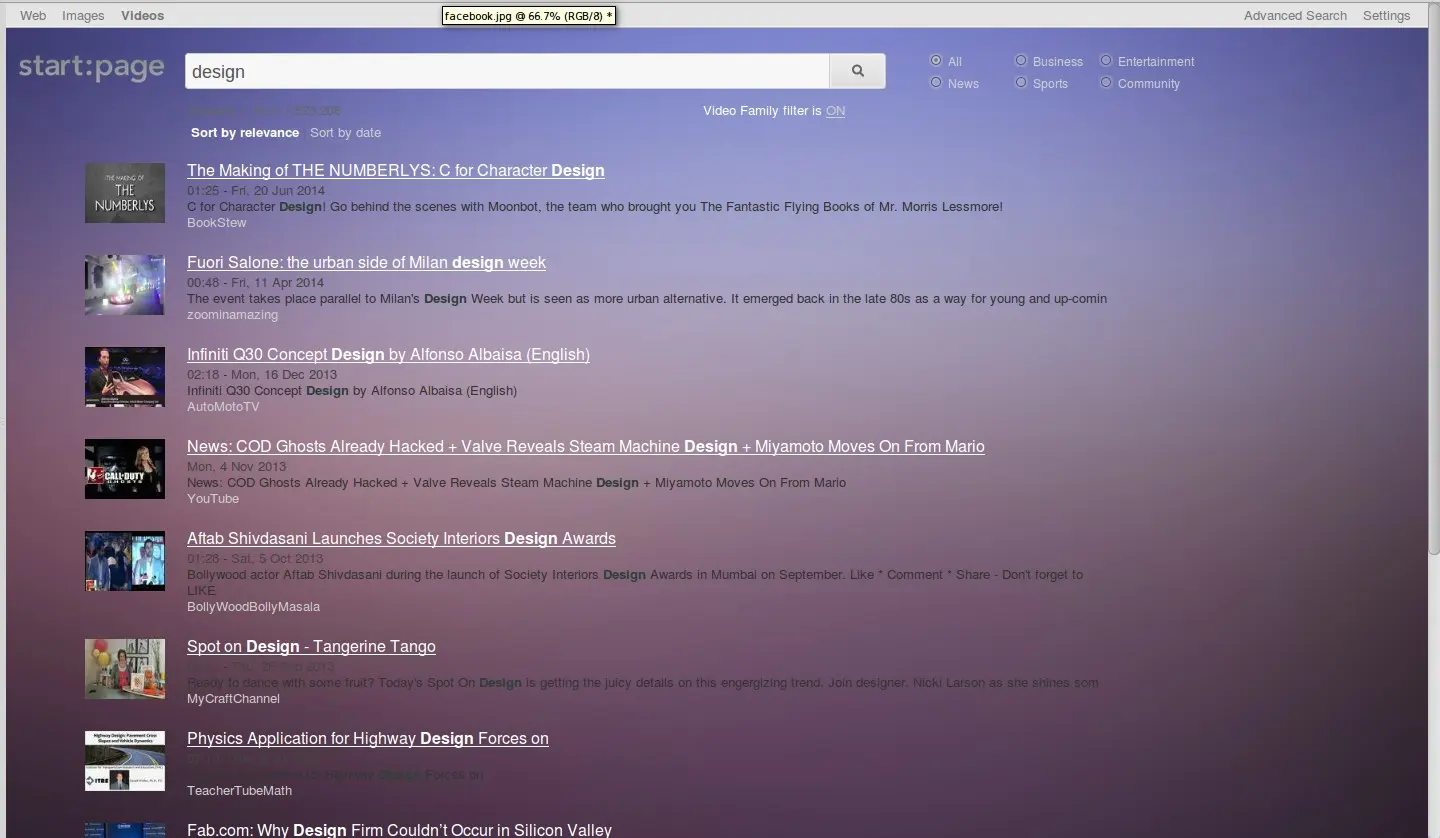 Web Images Videos
facebook.jpg @ 66.7% (RGB/8) *
Advanced Search Settings
start:page
design
All Business Entertainment
News Sports Community
Video Family filter is ON
Sort by relevance Sort by date
THE MAKING OF
THE
NUMBERLYS
The Making of THE NUMBERLYS: C for Character Design
01:25 - Fri, 20 Jun 2014
C for Character Design! Go behind the scenes with Moonbot, the team who brought you The Fantastic Flying Books of Mr. Morris Lessmore!
BookStew
Fuori Salone: the urban side of Milan design week
00:48 - Fri, 11 Apr 2014
The event takes place parallel to Milan's Design Week but is seen as more urban alternative. It emerged back in the late 80s as a way for young and up-comin
zoominamazing
Infiniti Q30 Concept Design by Alfonso Albaisa (English)
02:18 - Mon, 16 Dec 2013
Infiniti Q30 Concept Design by Alfonso Albaisa (English)
AutoMotoTV
News: COD Ghosts Already Hacked + Valve Reveals Steam Machine Design + Miyamoto Moves On From Mario
Mon, 4 Nov 2013
News: COD Ghosts Already Hacked + Valve Reveals Steam Machine Design + Miyamoto Moves On From Mario
YouTube
CALL·DUTY
GHOSTS
Aftab Shivdasani Launches Society Interiors Design Awards
01:26 - Sat, 5 Oct 2013
Bollywood actor Aftab Shivdasani during the launch of Society Interiors Design Awards in Mumbai on September. Like * Comment * Share - Don't forget to
LIKE
BollyWoodBollyMasala
Spot on Design - Tangerine Tango
Ready to dance with some fruit? Today's Spot On Design is getting the juicy details on this engergizing trend. Join designer, Nicki Larson as she shines som
MyCraftChannel
Highway Design: Pavement Cross
Slopes and Vehicle Dynamics
ITRE
Physics Application for Highway Design Forces on
for Highway Design Forces on
TeacherTubeMath
Fab.com: Why Design Firm Couldn't Occur in Silicon Valley